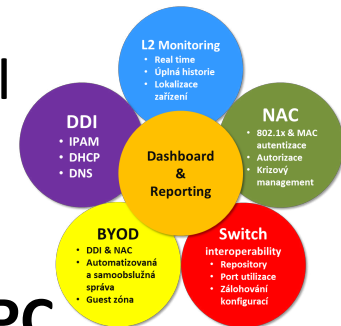 l
L2 Monitoring
• Real time
• Úplná historie
• Lokalizace
zařízení
DDI
• IPAM
• DHCP
• DNS
NAC
• 802.1x & MAC
autentizace
• Autorizace
• Krizový
management
Dashboard
&
Reporting
BYOD
• DDI & NAC
• Automatizovaná
a samoobslužná
správa
• Guest zóna
Switch
interoperability
• Repository
• Port utilizace
• Zálohování
konfigurací
PC